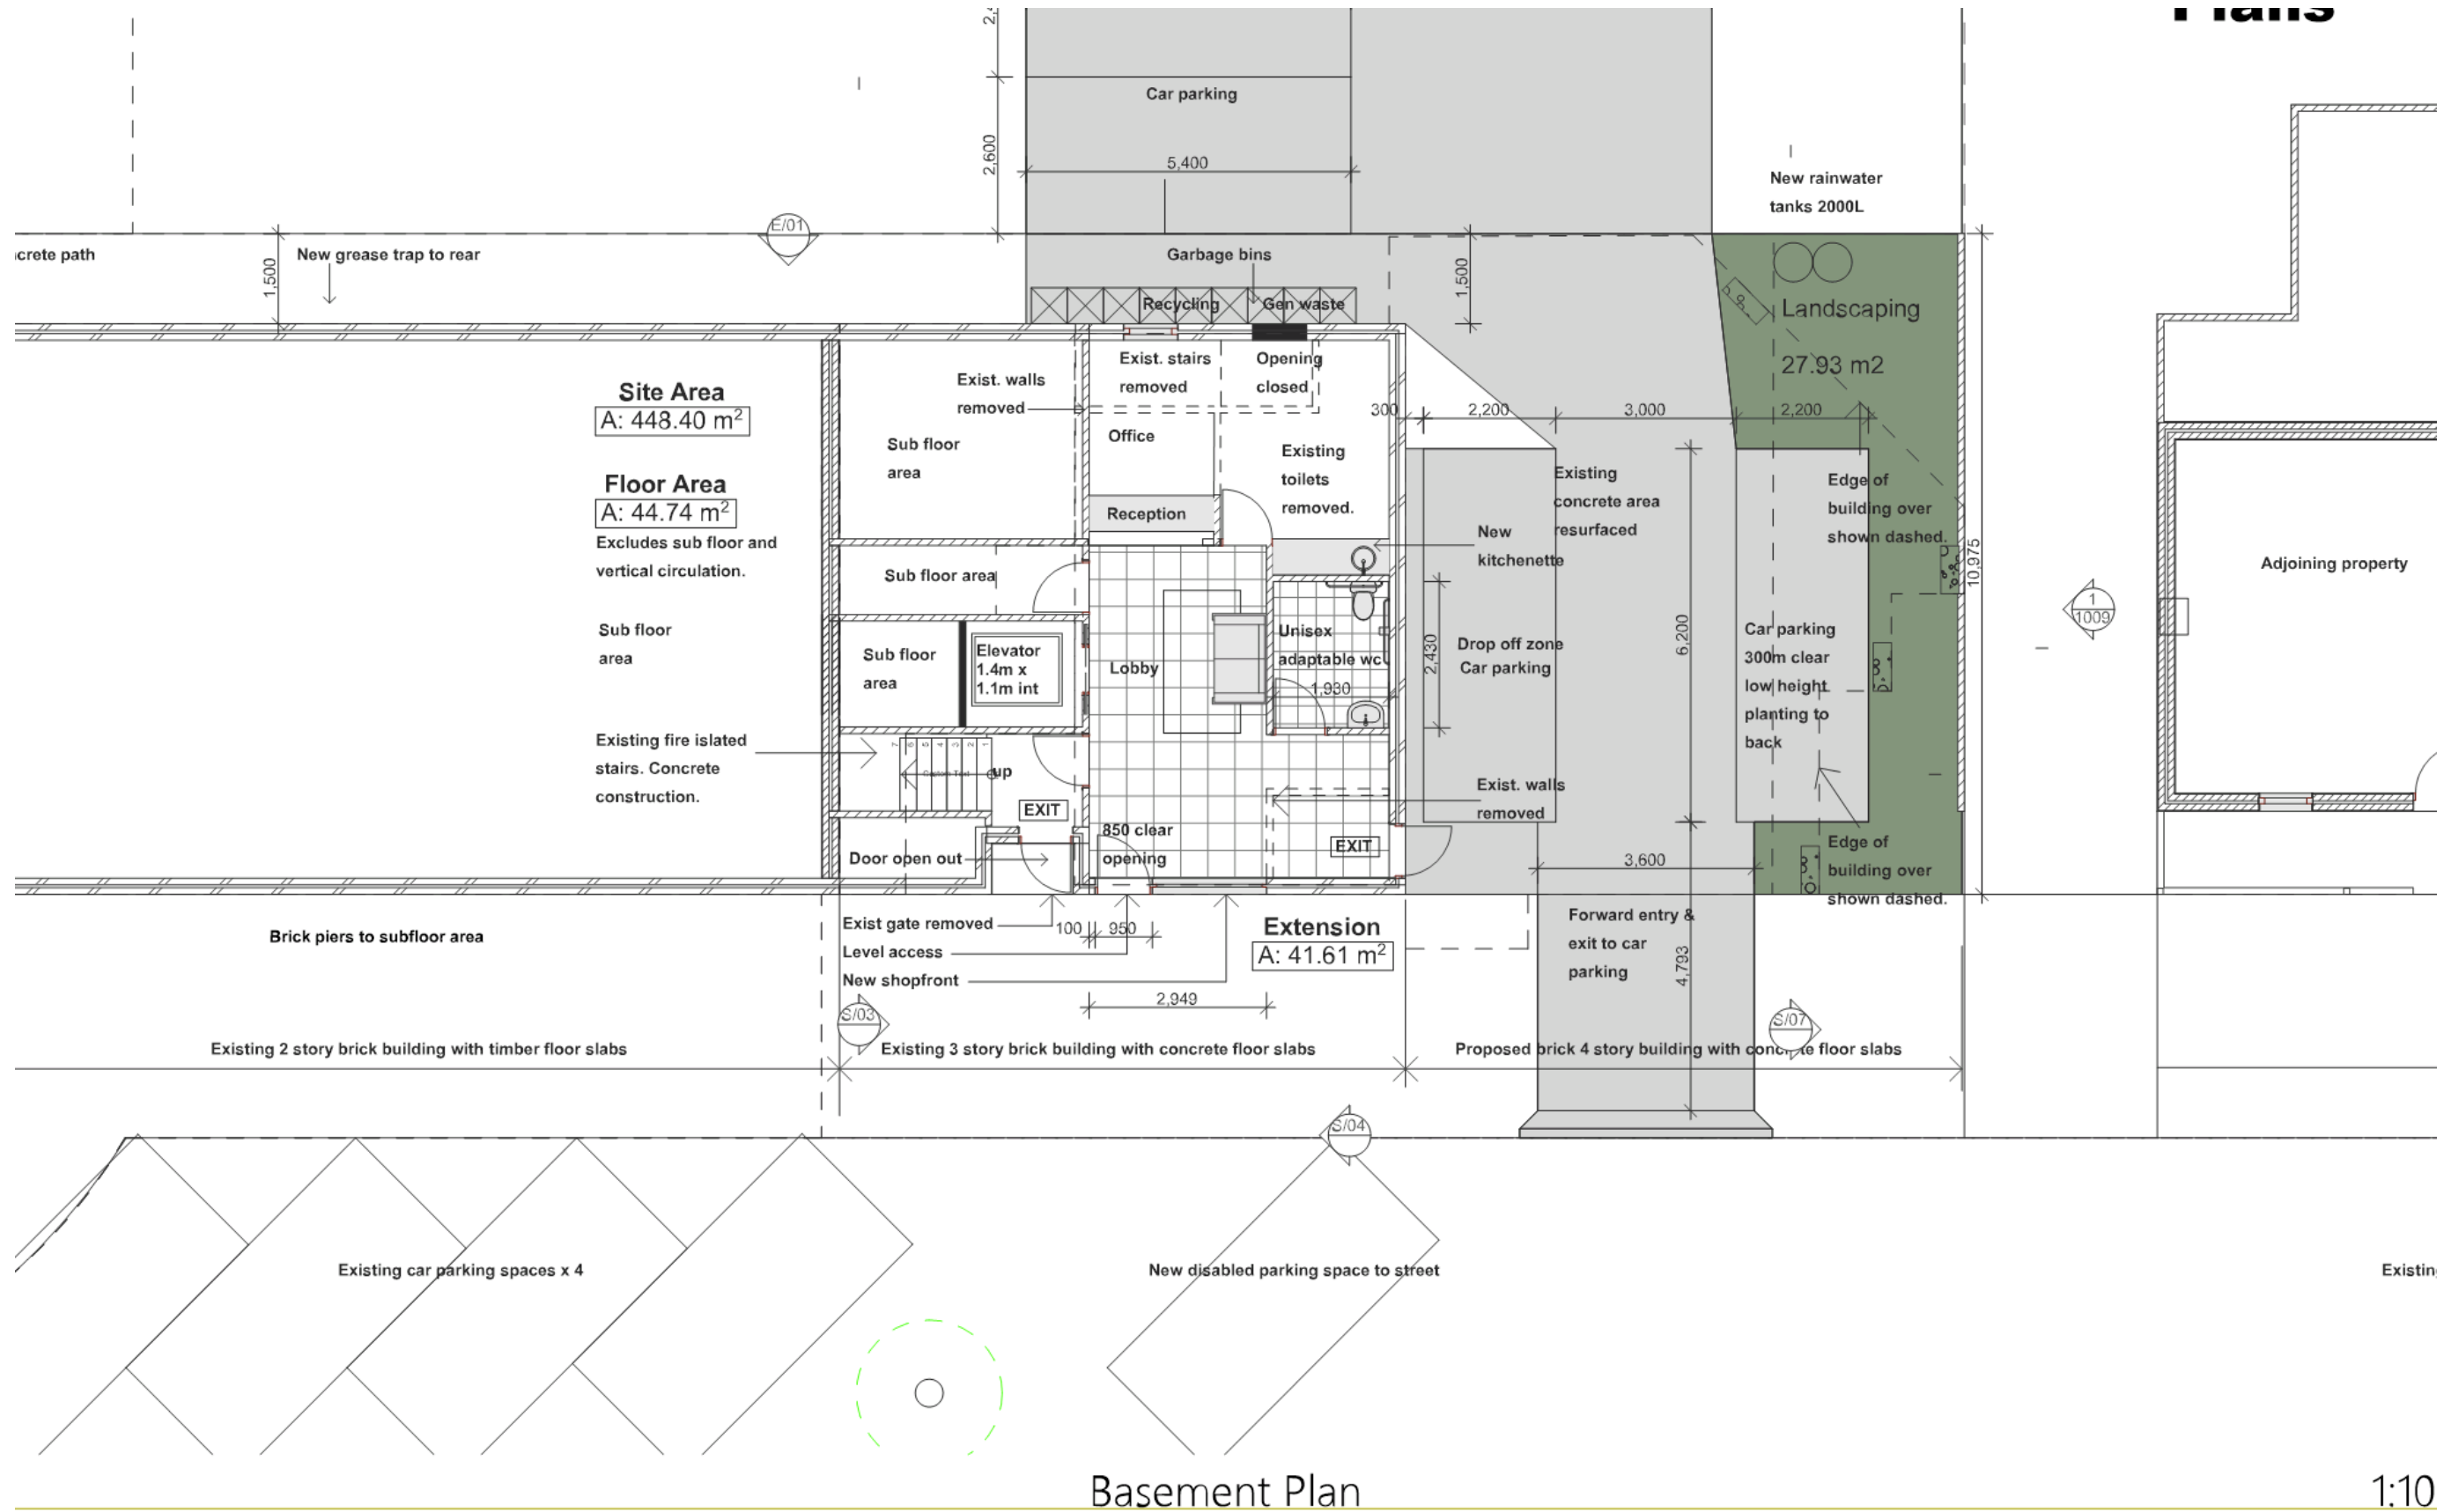 Car parking
2,600
5,400
New rainwater
tanks 2000L
E/01
crete path
New grease trap to rear
1,500
Garbage bins
1,500
Recycling
Gen waste
Landscaping
27.93 m2
Site Area
A: 448.40 m2
Floor Area
A: 44.74 m2
Excludes sub floor and
vertical circulation.
Sub floor
area
Existing fire islated
stairs. Concrete
construction.
Exist. walls
removed
Exist. stairs
removed
Opening
closed
Office
Sub floor
area
Existing
toilets
removed.
Reception
300
2,200
3,000
2,200
Existing
concrete area
resurfaced
New
kitchenette
Edge of
building over
shown dashed.
10,975
Adjoining property
1
1009
Sub floor area
Sub floor
area
Elevator
1.4m x
1.1m int
Lobby
Unisex
adaptable wc
1,930
2,430
Drop off zone
Car parking
6,200
Car parking
300m clear
low height
planting to
back
7 6 5 4 3 2 1
Custom Text
up
EXIT
Exist. walls
removed
850 clear
opening
Door open out
EXIT
3,600
Edge of
building over
shown dashed.
Brick piers to subfloor area
Exist gate removed
Level access
New shopfront
100
950
2,949
Extension
A: 41.61 m2
Forward entry &
exit to car
parking
4,793
S/03
S/07
Existing 2 story brick building with timber floor slabs
Existing 3 story brick building with concrete floor slabs
Proposed brick 4 story building with concrete floor slabs
S/04
Existing car parking spaces x 4
New disabled parking space to street
Existin
Basement Plan
1:10